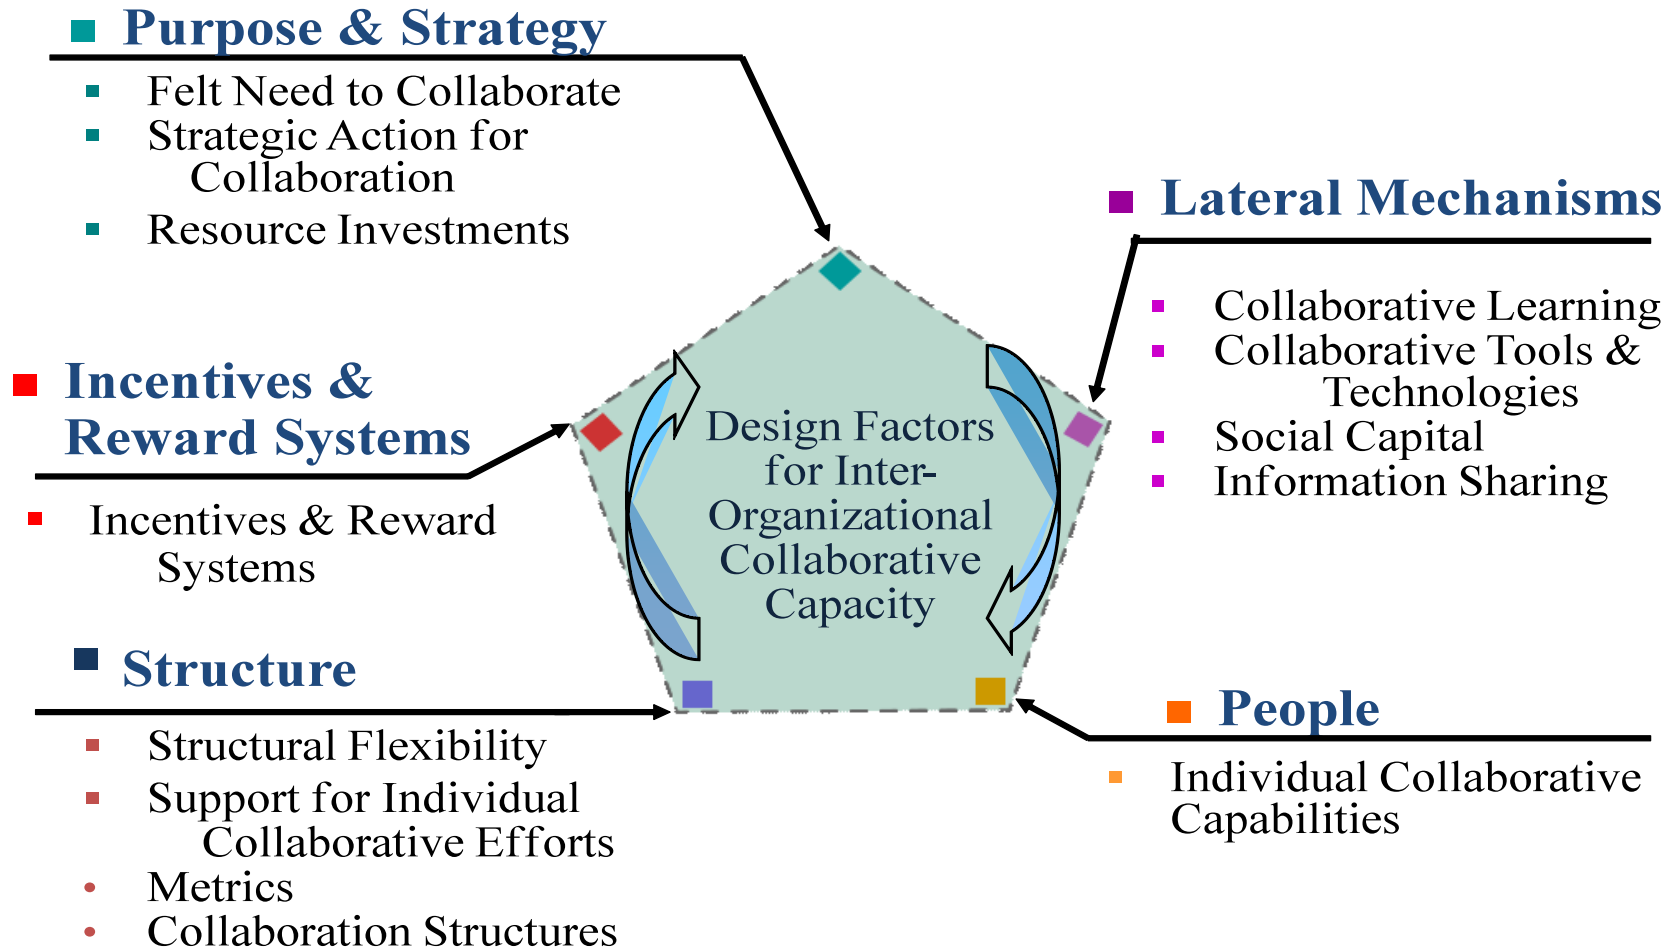 Purpose & Strategy
Felt Need to Collaborate
Strategic Action for
Collaboration
Resource Investments
Lateral Mechanisms
Collaborative Learning
Collaborative Tools &
Technologies
Social Capital
Information Sharing
Incentives &
Reward Systems
Incentives & Reward
Systems
Design Factors
for Inter-
Organizational
Collaborative
Capacity
Structure
Structural Flexibility
Support for Individual
Collaborative Efforts
Metrics
Collaboration Structures
People
Individual Collaborative
Capabilities